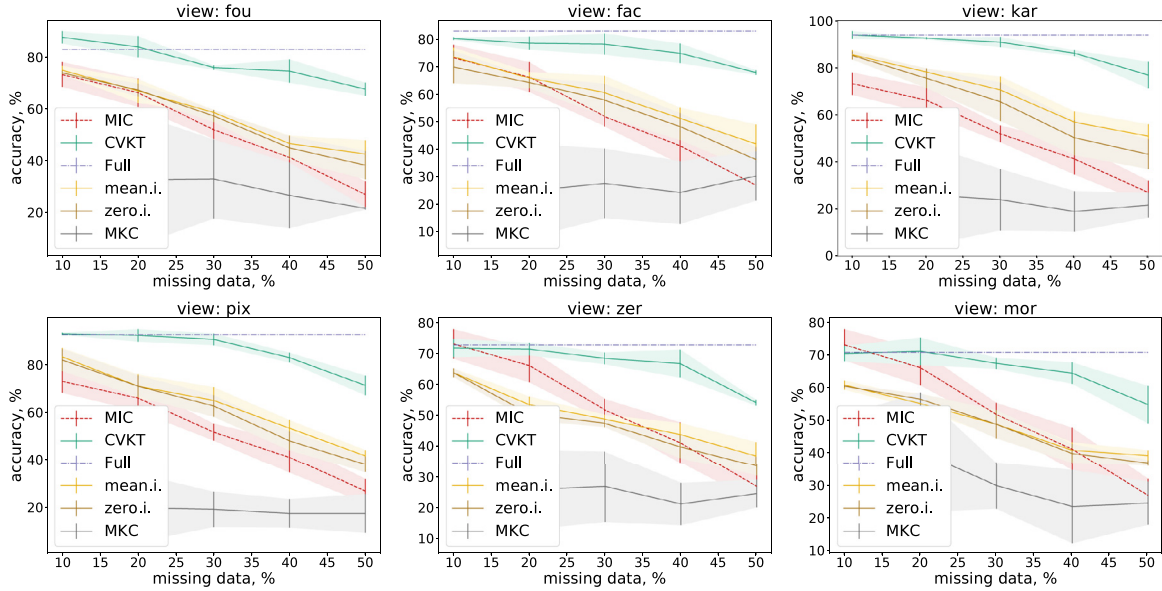 view: fou
accuracy, %
80
60
40
20
MIC
CVKT
Full
mean.i.
zero.i.
MKC
10 15 20 25 30 35 40 45 50
missing data, %
view: fac
accuracy, %
90
80
70
60
50
40
30
20
10
MIC
CVKT
Full
mean.i.
zero.i.
MKC
10 15 20 25 30 35 40 45 50
missing data, %
view: kar
accuracy, %
100
80
60
40
20
0
MIC
CVKT
Full
mean.i.
zero.i.
MKC
10 15 20 25 30 35 40 45 50
missing data, %
view: pix
accuracy, %
80
60
40
20
MIC
CVKT
Full
mean.i.
zero.i.
MKC
10 15 20 25 30 35 40 45 50
missing data, %
view: zer
accuracy, %
80
70
60
50
40
30
20
10
MIC
CVKT
Full
mean.i.
zero.i.
MKC
10 15 20 25 30 35 40 45 50
missing data, %
view: mor
accuracy, %
80
70
60
50
40
30
20
10
MIC
CVKT
Full
mean.i.
zero.i.
MKC
10 15 20 25 30 35 40 45 50
missing data, %